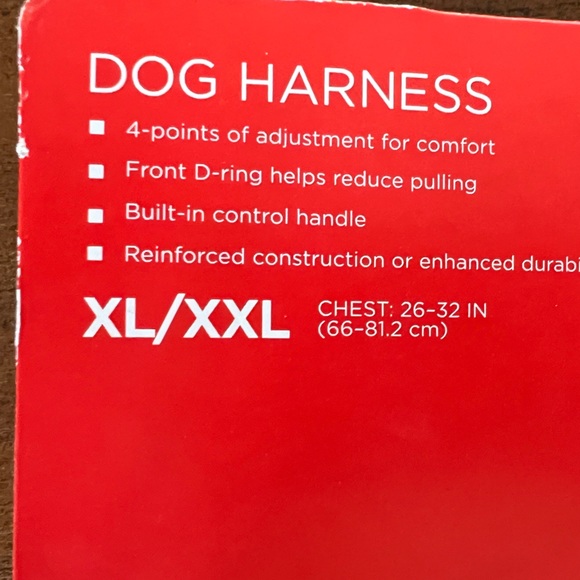 DOG HARNESS
4-points of adjustment for comfort
Front D-ring helps reduce pulling
Built-in control handle
Reinforced construction or enhanced durabi
XL/XXL
CHEST: 26-32 IN
(66-81.2 cm)